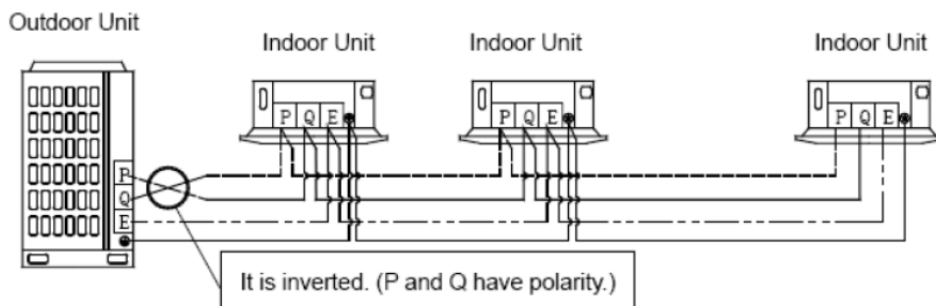 Outdoor Unit
Indoor Unit
Indoor Unit
Indoor Unit
P Q E
P Q E
P Q E
P
Q
E
It is inverted. (P and Q have polarity.)